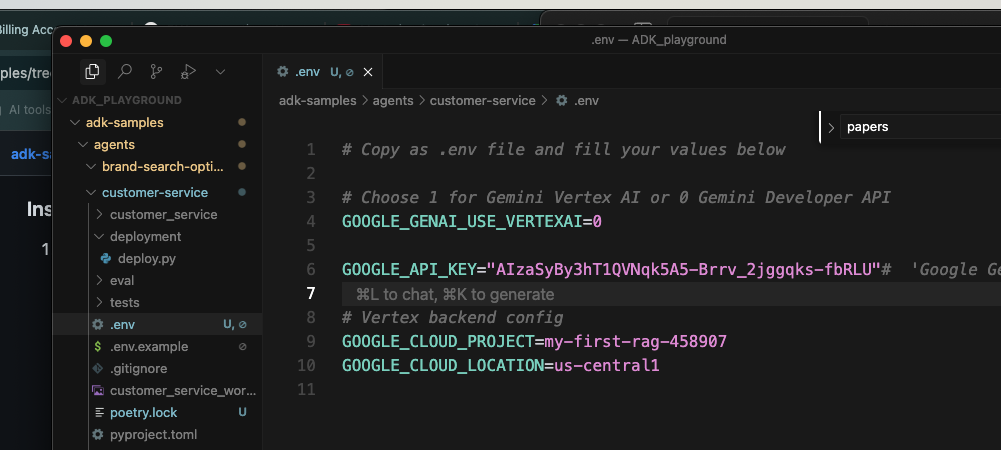 Billing Acc
.env — ADK_playground
ples/tre
.env U, ⊘ ×
AI tools
ADK_PLAYGROUND
adk-samples > agents > customer-service > .env
adk-s
Ins
1
adk-samples
agents
brand-search-opti...
customer-service
customer_service
deployment
deploy.py
eval
tests
.env U, ⊘
$ .env.example ⊘
.gitignore
customer_service_wor...
poetry.lock U
pyproject.toml
papers
1 # Copy as .env file and fill your values below
2
3 # Choose 1 for Gemini Vertex AI or 0 Gemini Developer API
4 GOOGLE_GENAI_USE_VERTEXAI=0
5
6 GOOGLE_API_KEY="AIzaSyBy3hT1QVNqk5A5-Brrv_2jggqks-fbRLU"# 'Google Ge
7 ⌘L to chat, ⌘K to generate
8 # Vertex backend config
9 GOOGLE_CLOUD_PROJECT=my-first-rag-458907
10 GOOGLE_CLOUD_LOCATION=us-central1
11